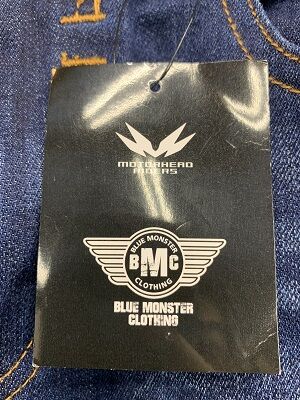 MOTORHEAD
RIDERS
BLUE MONSTER
BMC
CLOTHING
BLUE MONSTER
CLOTHING